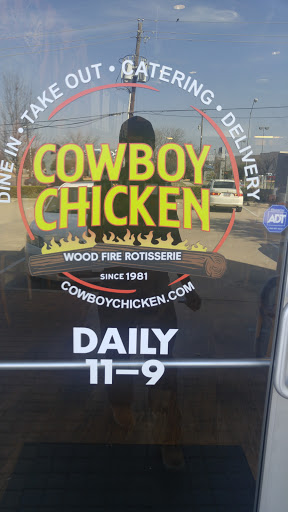 DINE IN • TAKE OUT • CATERING • DELIVERY
COWBOY
CHICKEN
WOOD FIRE ROTISSERIE
SINCE 1981
COWBOYCHICKEN.COM
DAILY
11–9
ADT